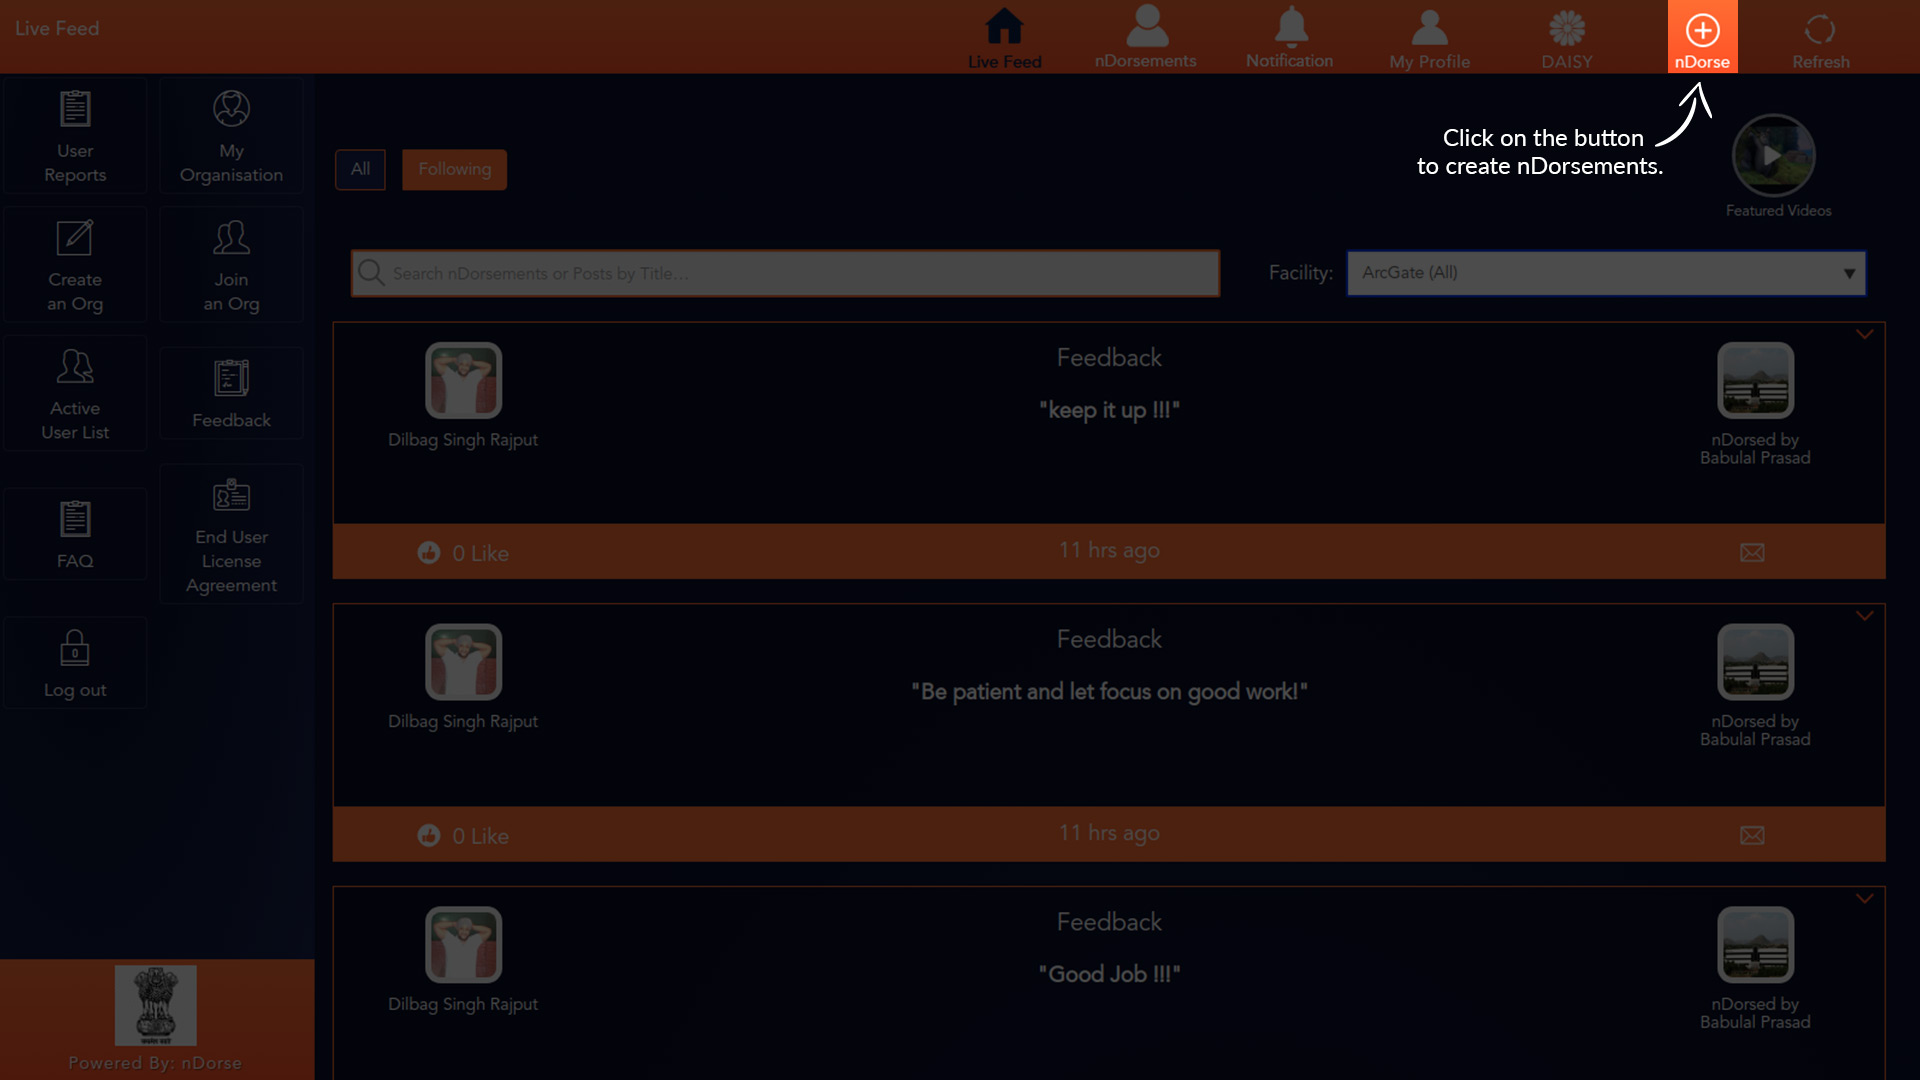 Live Feed
Live Feed
nDorsements
Notification
My Profile
DAISY
nDorse
Refresh
Click on the button
to create nDorsements.
User
Reports
My
Organisation
Create
an Org
Join
an Org
Active
User List
Feedback
FAQ
End User
License
Agreement
Log out
Powered By: nDorse
All
Following
Featured Videos
Search nDorsements or Posts by Title...
Facility:
ArcGate (All)
Feedback
"keep it up !!!"
Dilbag Singh Rajput
nDorsed by
Babulal Prasad
0 Like
11 hrs ago
Feedback
"Be patient and let focus on good work!"
Dilbag Singh Rajput
nDorsed by
Babulal Prasad
0 Like
11 hrs ago
Feedback
"Good Job !!!"
Dilbag Singh Rajput
nDorsed by
Babulal Prasad